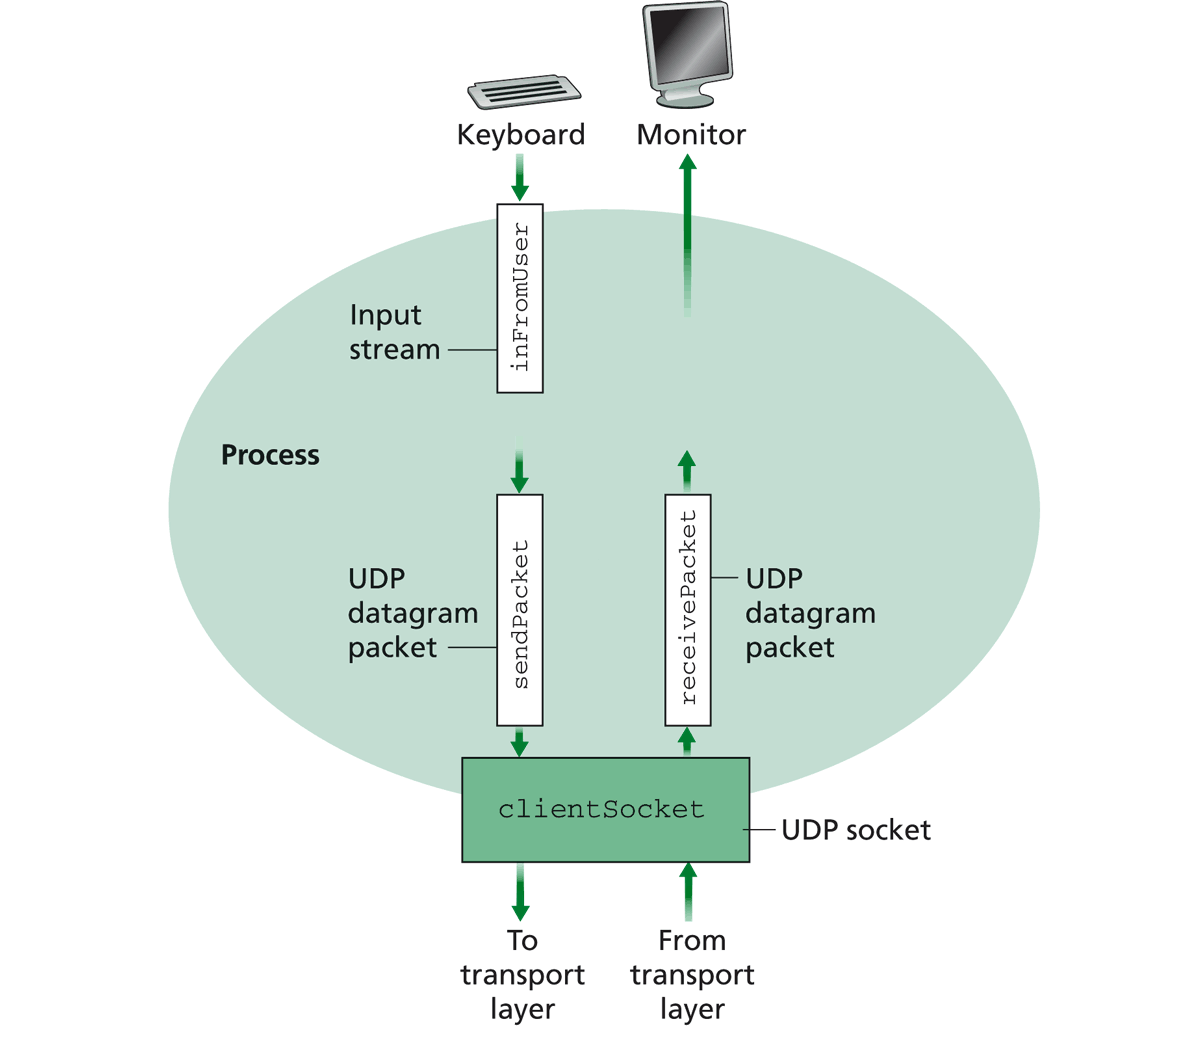 Keyboard
Monitor
inFromUser
Input
stream
Process
sendPacket
UDP
datagram
packet
receivePacket
UDP
datagram
packet
clientSocket
UDP socket
To
transport
layer
From
transport
layer